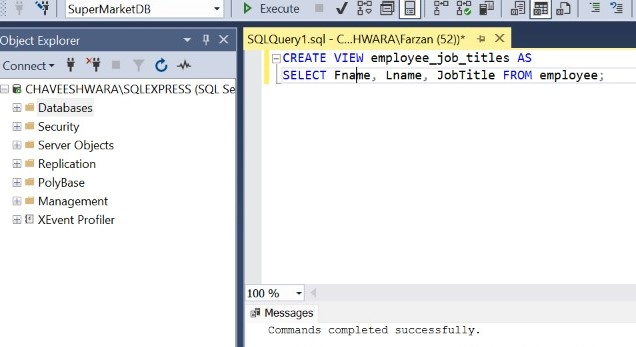 SuperMarketDB
Execute
Object Explorer
SQLQuery1.sql - C...HWARA\Farzan (52))*
Connect
CHAVEESHWARA\SQLEXPRESS (SQL Se
Databases
Security
Server Objects
Replication
PolyBase
Management
XEvent Profiler
CREATE VIEW employee_job_titles AS
SELECT Fname, Lname, JobTitle FROM employee;
100 %
Messages
Commands completed successfully.